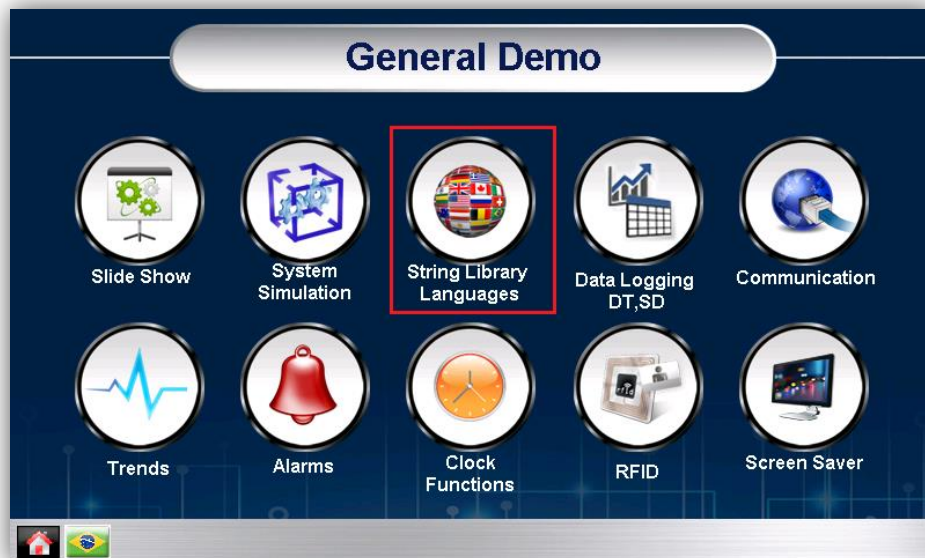 General Demo
Slide Show
System
Simulation
String Library
Languages
Data Logging
DT,SD
Communication
Trends
Alarms
Clock
Functions
rfid
RFID
Screen Saver